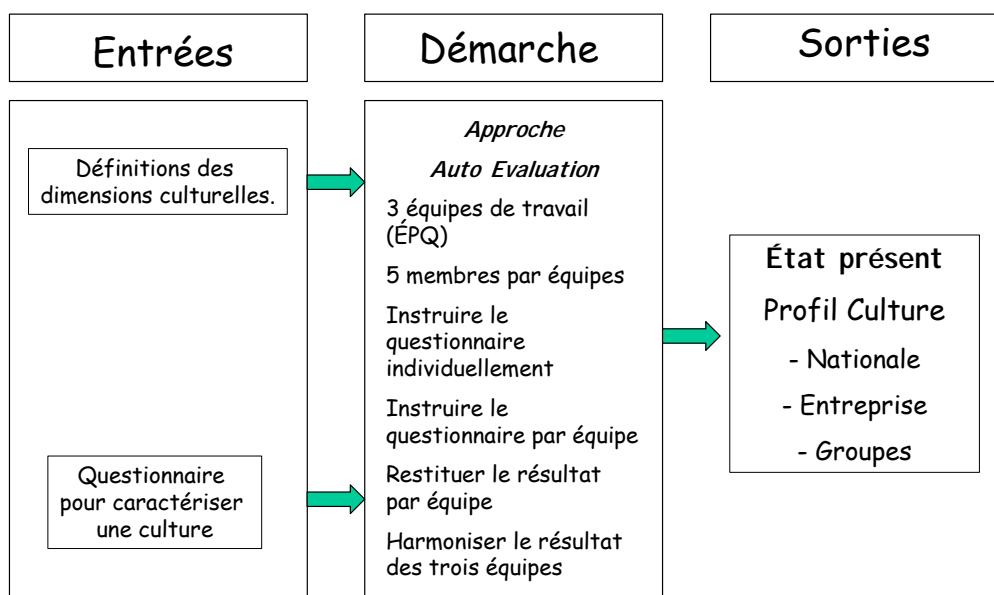 Entrées
Démarche
Sorties
Définitions des
dimensions culturelles.
Questionnaire
pour caractériser
une culture
Approche
Auto Evaluation
3 équipes de travail
(ÉPQ)
5 membres par équipes
Instruire le
questionnaire
individuellement
Instruire le
questionnaire par équipe
Restituer le résultat
par équipe
Harmoniser le résultat
des trois équipes
État présent
Profil Culture
- Nationale
- Entreprise
- Groupes